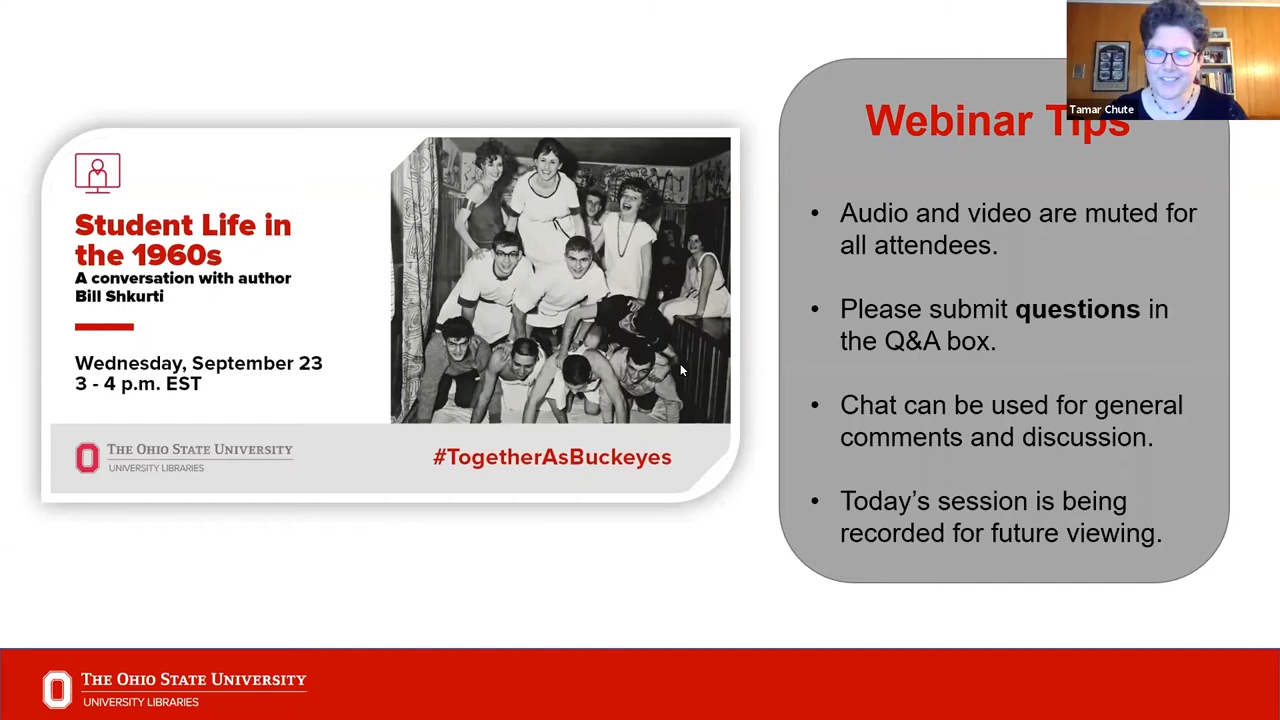 Student Life in
the 1960s
A conversation with author
Bill Shkurti
Wednesday, September 23
3 - 4 p.m. EST
THE OHIO STATE UNIVERSITY
UNIVERSITY LIBRARIES
#TogetherAsBuckeyes
Tamar Chute
Webinar Tips
• Audio and video are muted for
all attendees.
• Please submit questions in
the Q&A box.
• Chat can be used for general
comments and discussion.
• Today’s session is being
recorded for future viewing.
THE OHIO STATE UNIVERSITY
UNIVERSITY LIBRARIES